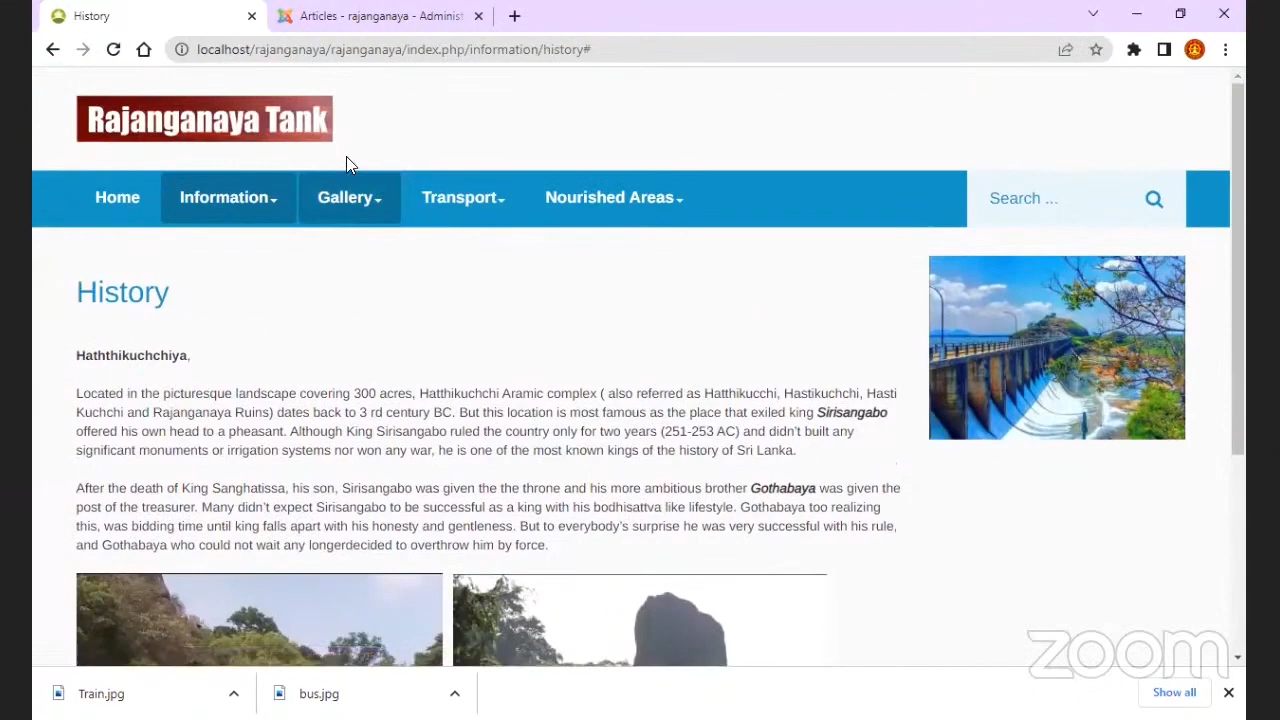 History
Articles - rajanganaya - Administ
localhost/rajanganaya/rajanganaya/index.php/information/history#
Rajanganaya Tank
Home Information Gallery Transport Nourished Areas Search ...
History
Haththikuchchiya,
Located in the picturesque landscape covering 300 acres, Hatthikuchchi Aramic complex ( also referred as Hatthikucchi, Hastikuchchi, Hasti
Kuchchi and Rajanganaya Ruins) dates back to 3 rd century BC. But this location is most famous as the place that exiled king Sirisangabo
offered his own head to a pheasant. Although King Sirisangabo ruled the country only for two years (251-253 AC) and didn't built any
significant monuments or irrigation systems nor won any war, he is one of the most known kings of the history of Sri Lanka.
After the death of King Sanghatissa, his son, Sirisangabo was given the the throne and his more ambitious brother Gothabaya was given the
post of the treasurer. Many didn't expect Sirisangabo to be successful as a king with his bodhisattva like lifestyle. Gothabaya too realizing
this, was bidding time until king falls apart with his honesty and gentleness. But to everybody's surprise he was very successful with his rule,
and Gothabaya who could not wait any longerdecided to overthrow him by force.
zoom
Train.jpg
bus.jpg
Show all